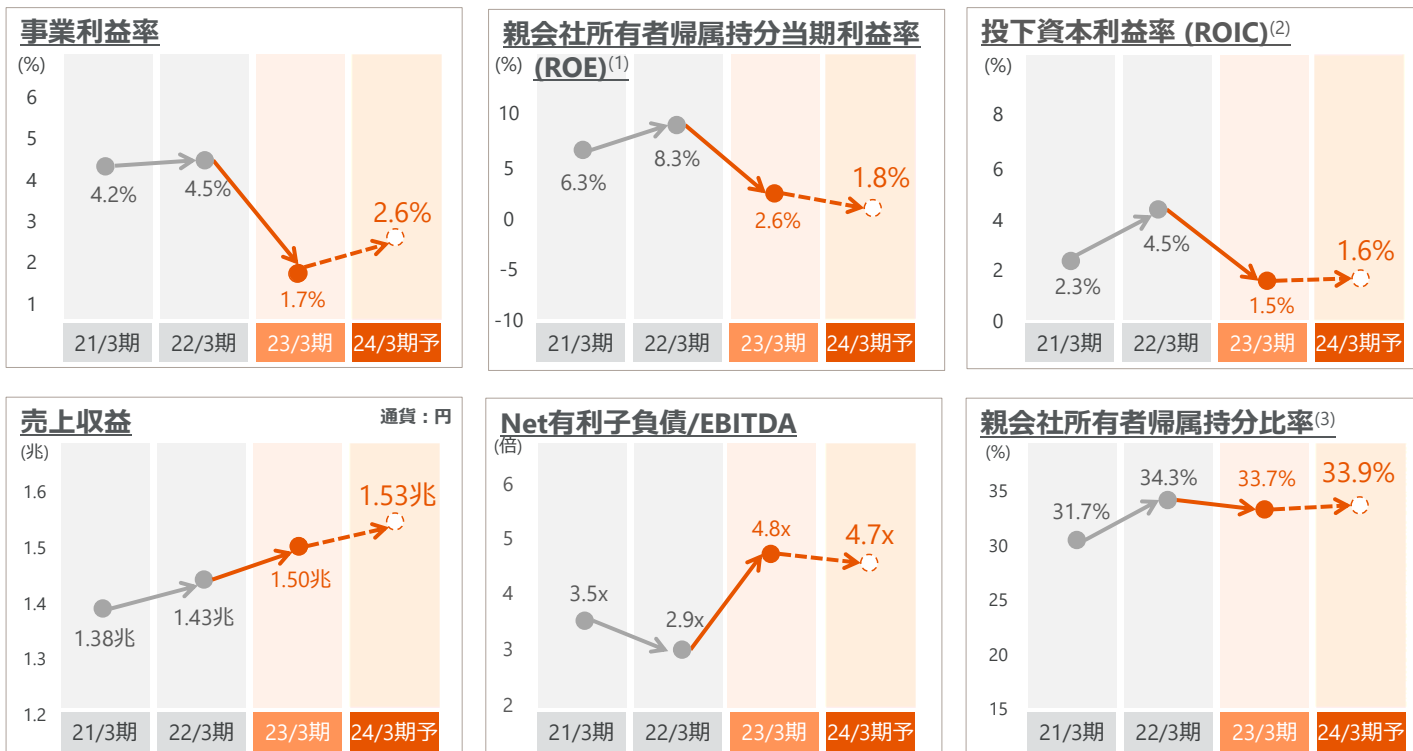 事業利益率
(%)
6
5
4
3
2
1
4.2%
4.5%
1.7%
2.6%
21/3期
22/3期
23/3期
24/3期予
親会社所有者帰属持分当期利益率
(%)
(ROE)(1)
10
5
0
-5
-10
6.3%
8.3%
2.6%
1.8%
21/3期
22/3期
23/3期
24/3期予
投下資本利益率 (ROIC)(2)
(%)
8
6
4
2
0
2.3%
4.5%
1.5%
1.6%
21/3期
22/3期
23/3期
24/3期予
売上収益
通貨：円
(兆)
1.6
1.5
1.4
1.3
1.2
1.38兆
1.43兆
1.50兆
1.53兆
21/3期
22/3期
23/3期
24/3期予
Net有利子負債/EBITDA
(倍)
6
5
4
3
2
3.5x
2.9x
4.8x
4.7x
21/3期
22/3期
23/3期
24/3期予
親会社所有者帰属持分比率(3)
(%)
35
30
25
20
15
31.7%
34.3%
33.7%
33.9%
21/3期
22/3期
23/3期
24/3期予